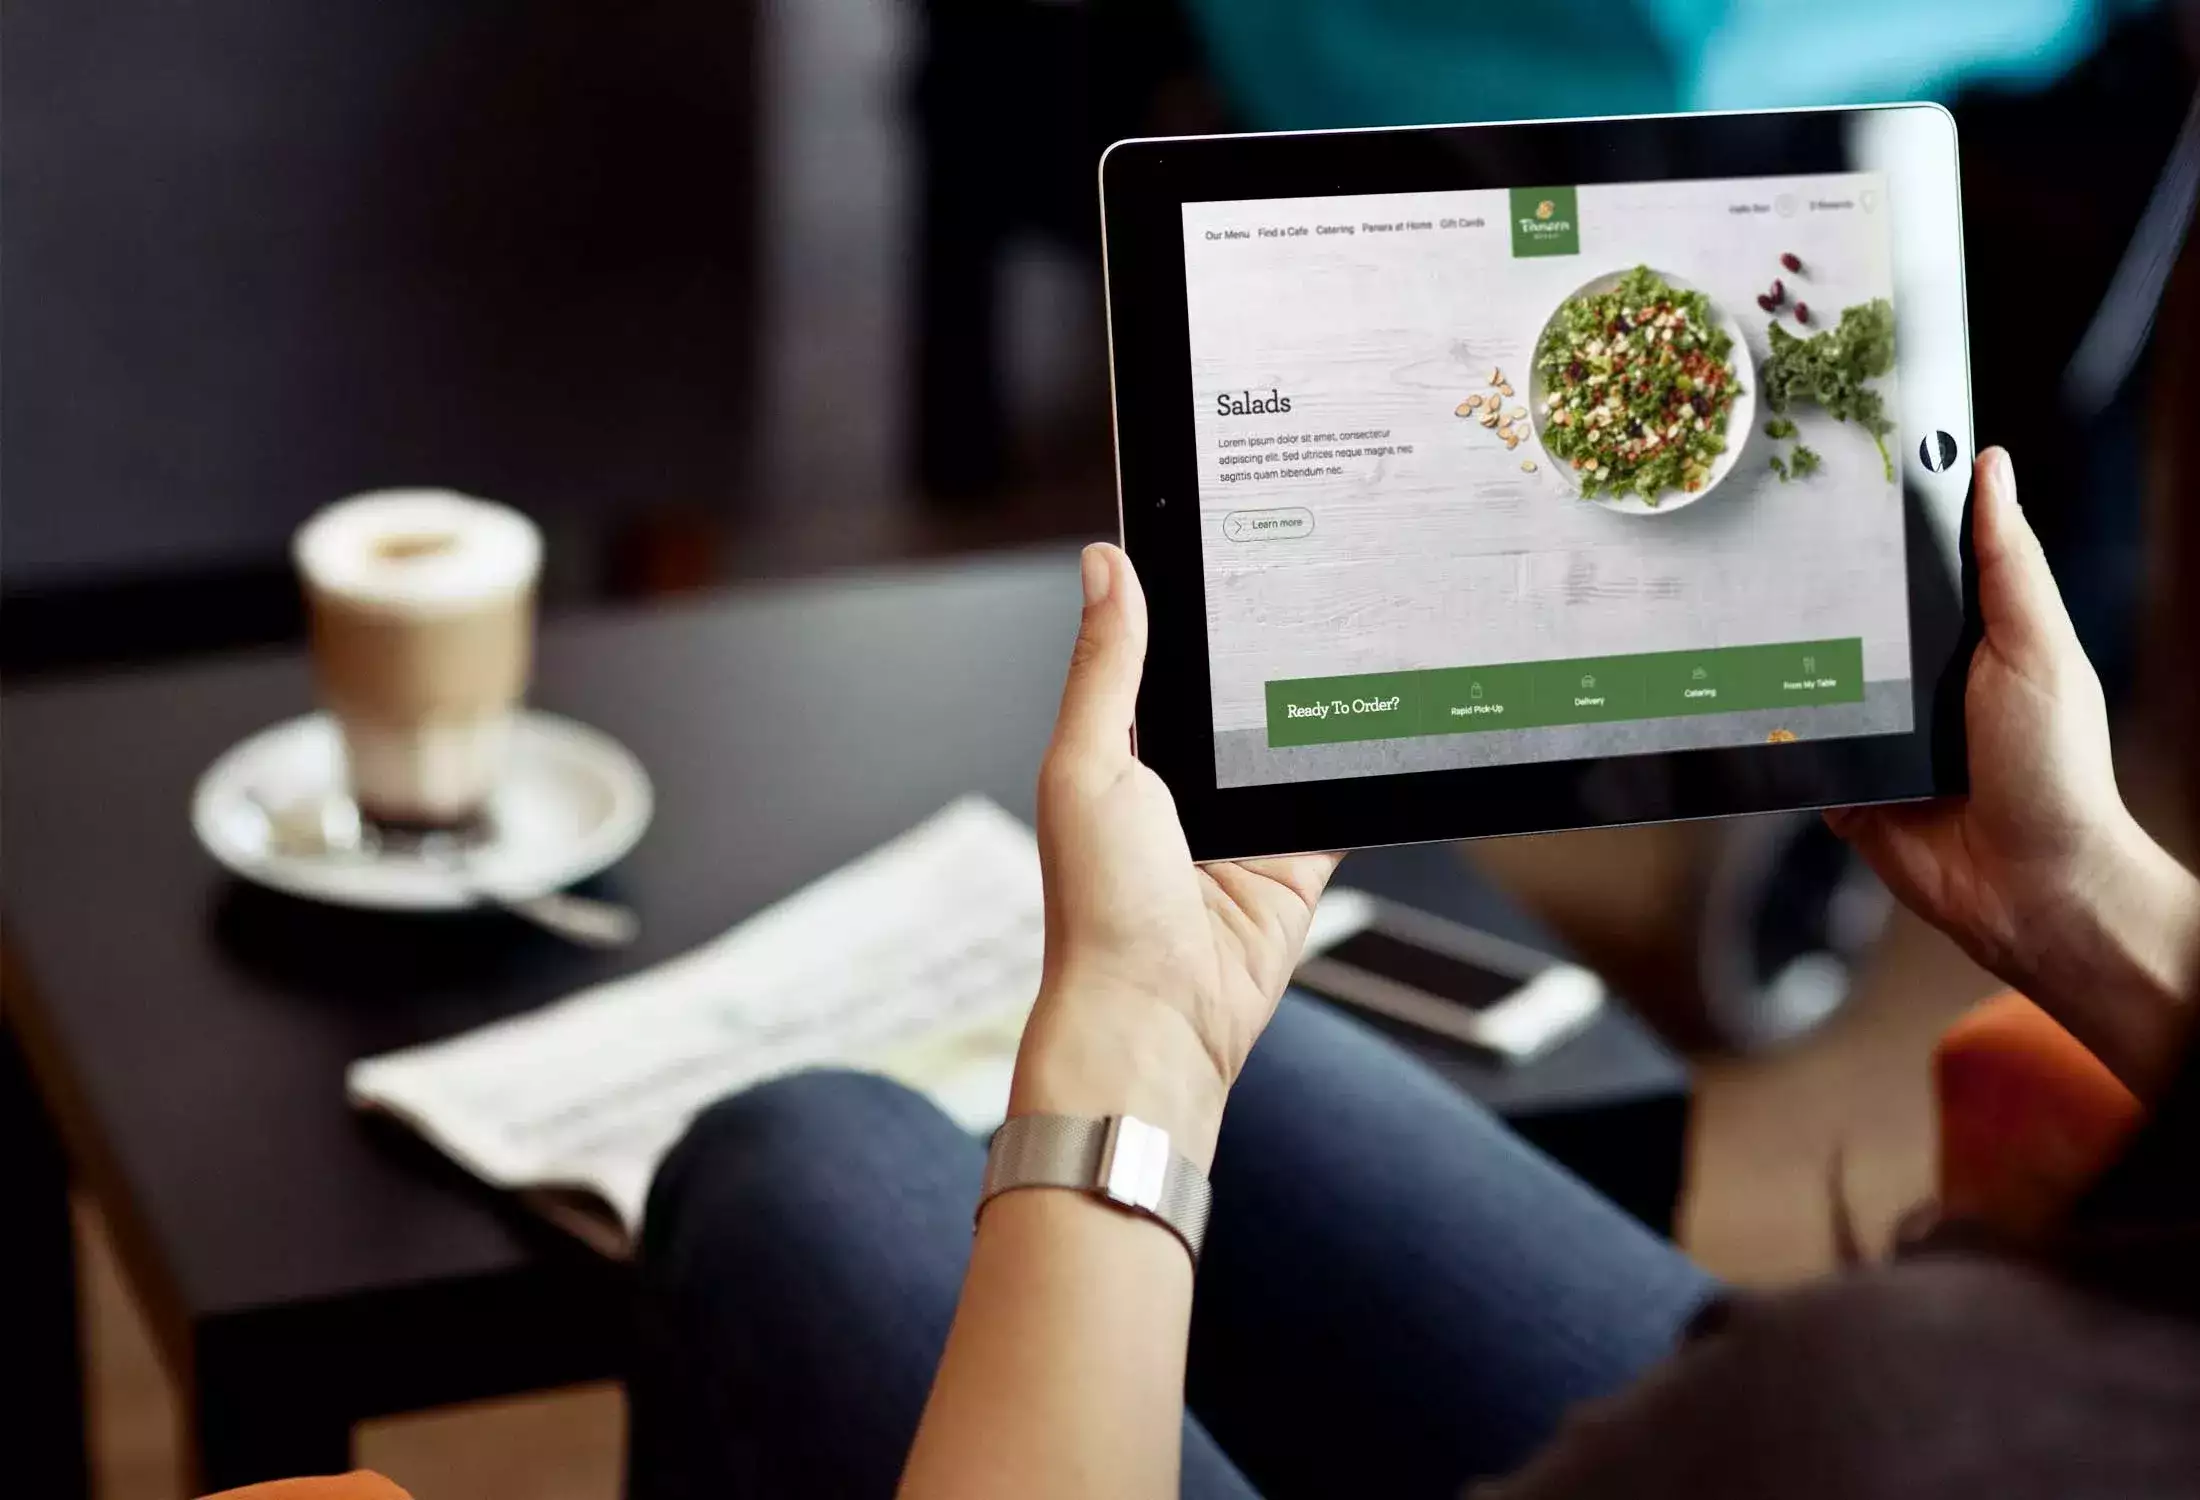 Our Menu Find a Cafe Catering Panera at Home Gift Cards
Panera
BREAD
Hello Ben
0 Rewards
Salads
Lorem ipsum dolor sit amet, consectetur
adipiscing elit. Sed ultrices neque magna, nec
sagittis quam bibendum nec.
Learn more
Ready To Order?
Rapid Pick-Up
Delivery
Catering
From My Table